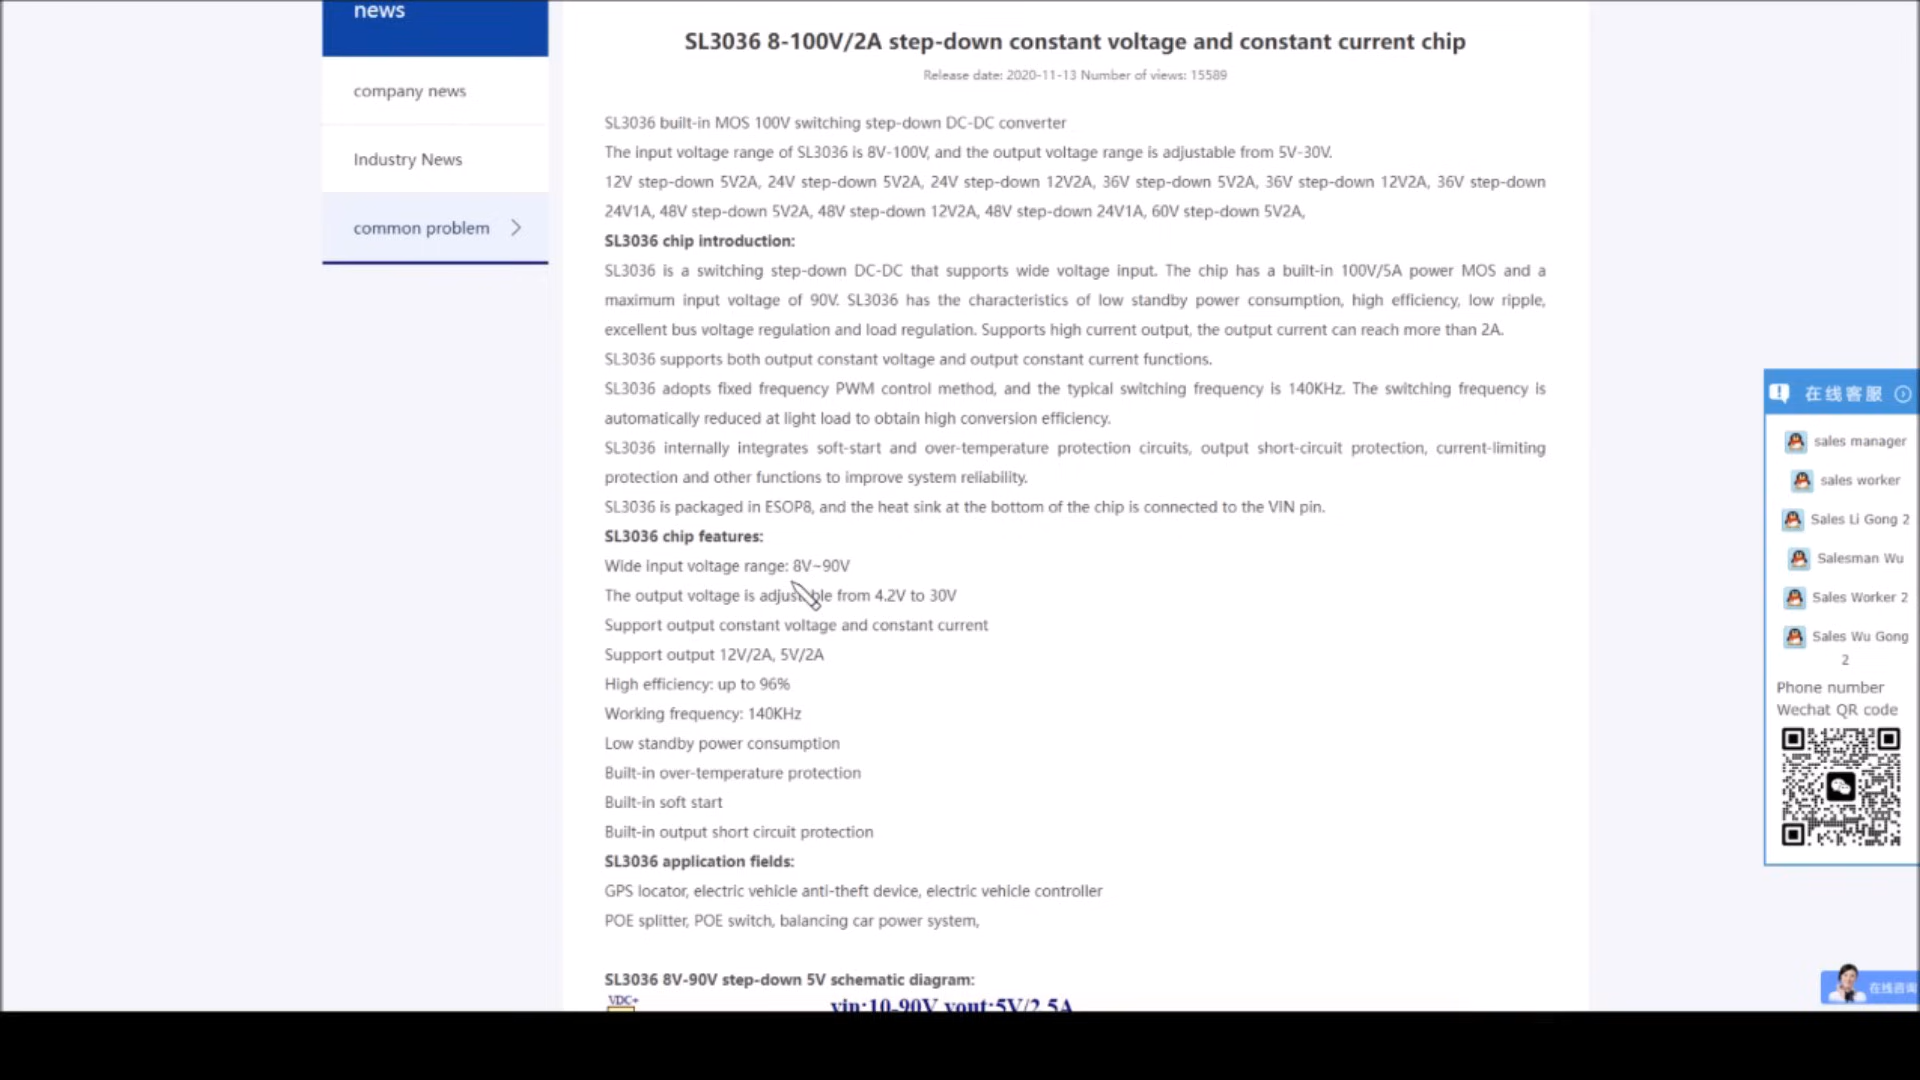 news
company news
Industry News
common problem
SL3036 8-100V/2A step-down constant voltage and constant current chip
Release date: 2020-11-13 Number of views: 15589
SL3036 built-in MOS 100V switching step-down DC-DC converter
The input voltage range of SL3036 is 8V-100V, and the output voltage range is adjustable from 5V-30V.
12V step-down 5V2A, 24V step-down 5V2A, 24V step-down 12V2A, 36V step-down 5V2A, 36V step-down 12V2A, 36V step-down
24V1A, 48V step-down 5V2A, 48V step-down 12V2A, 48V step-down 24V1A, 60V step-down 5V2A,
SL3036 chip introduction:
SL3036 is a switching step-down DC-DC that supports wide voltage input. The chip has a built-in 100V/5A power MOS and a
maximum input voltage of 90V. SL3036 has the characteristics of low standby power consumption, high efficiency, low ripple,
excellent bus voltage regulation and load regulation. Supports high current output, the output current can reach more than 2A.
SL3036 supports both output constant voltage and output constant current functions.
SL3036 adopts fixed frequency PWM control method, and the typical switching frequency is 140KHz. The switching frequency is
automatically reduced at light load to obtain high conversion efficiency.
SL3036 internally integrates soft-start and over-temperature protection circuits, output short-circuit protection, current-limiting
protection and other functions to improve system reliability.
SL3036 is packaged in ESOP8, and the heat sink at the bottom of the chip is connected to the VIN pin.
SL3036 chip features:
Wide input voltage range: 8V~90V
The output voltage is adjustable from 4.2V to 30V
Support output constant voltage and constant current
Support output 12V/2A, 5V/2A
High efficiency: up to 96%
Working frequency: 140KHz
Low standby power consumption
Built-in over-temperature protection
Built-in soft start
Built-in output short circuit protection
SL3036 application fields:
GPS locator, electric vehicle anti-theft device, electric vehicle controller
POE splitter, POE switch, balancing car power system,
SL3036 8V-90V step-down 5V schematic diagram:
VDC+
vin:10-90V vout:5V/2.5A
在线客服
sales manager
sales worker
Sales Li Gong 2
Salesman Wu
Sales Worker 2
Sales Wu Gong
2
Phone number
Wechat QR code
在线咨询